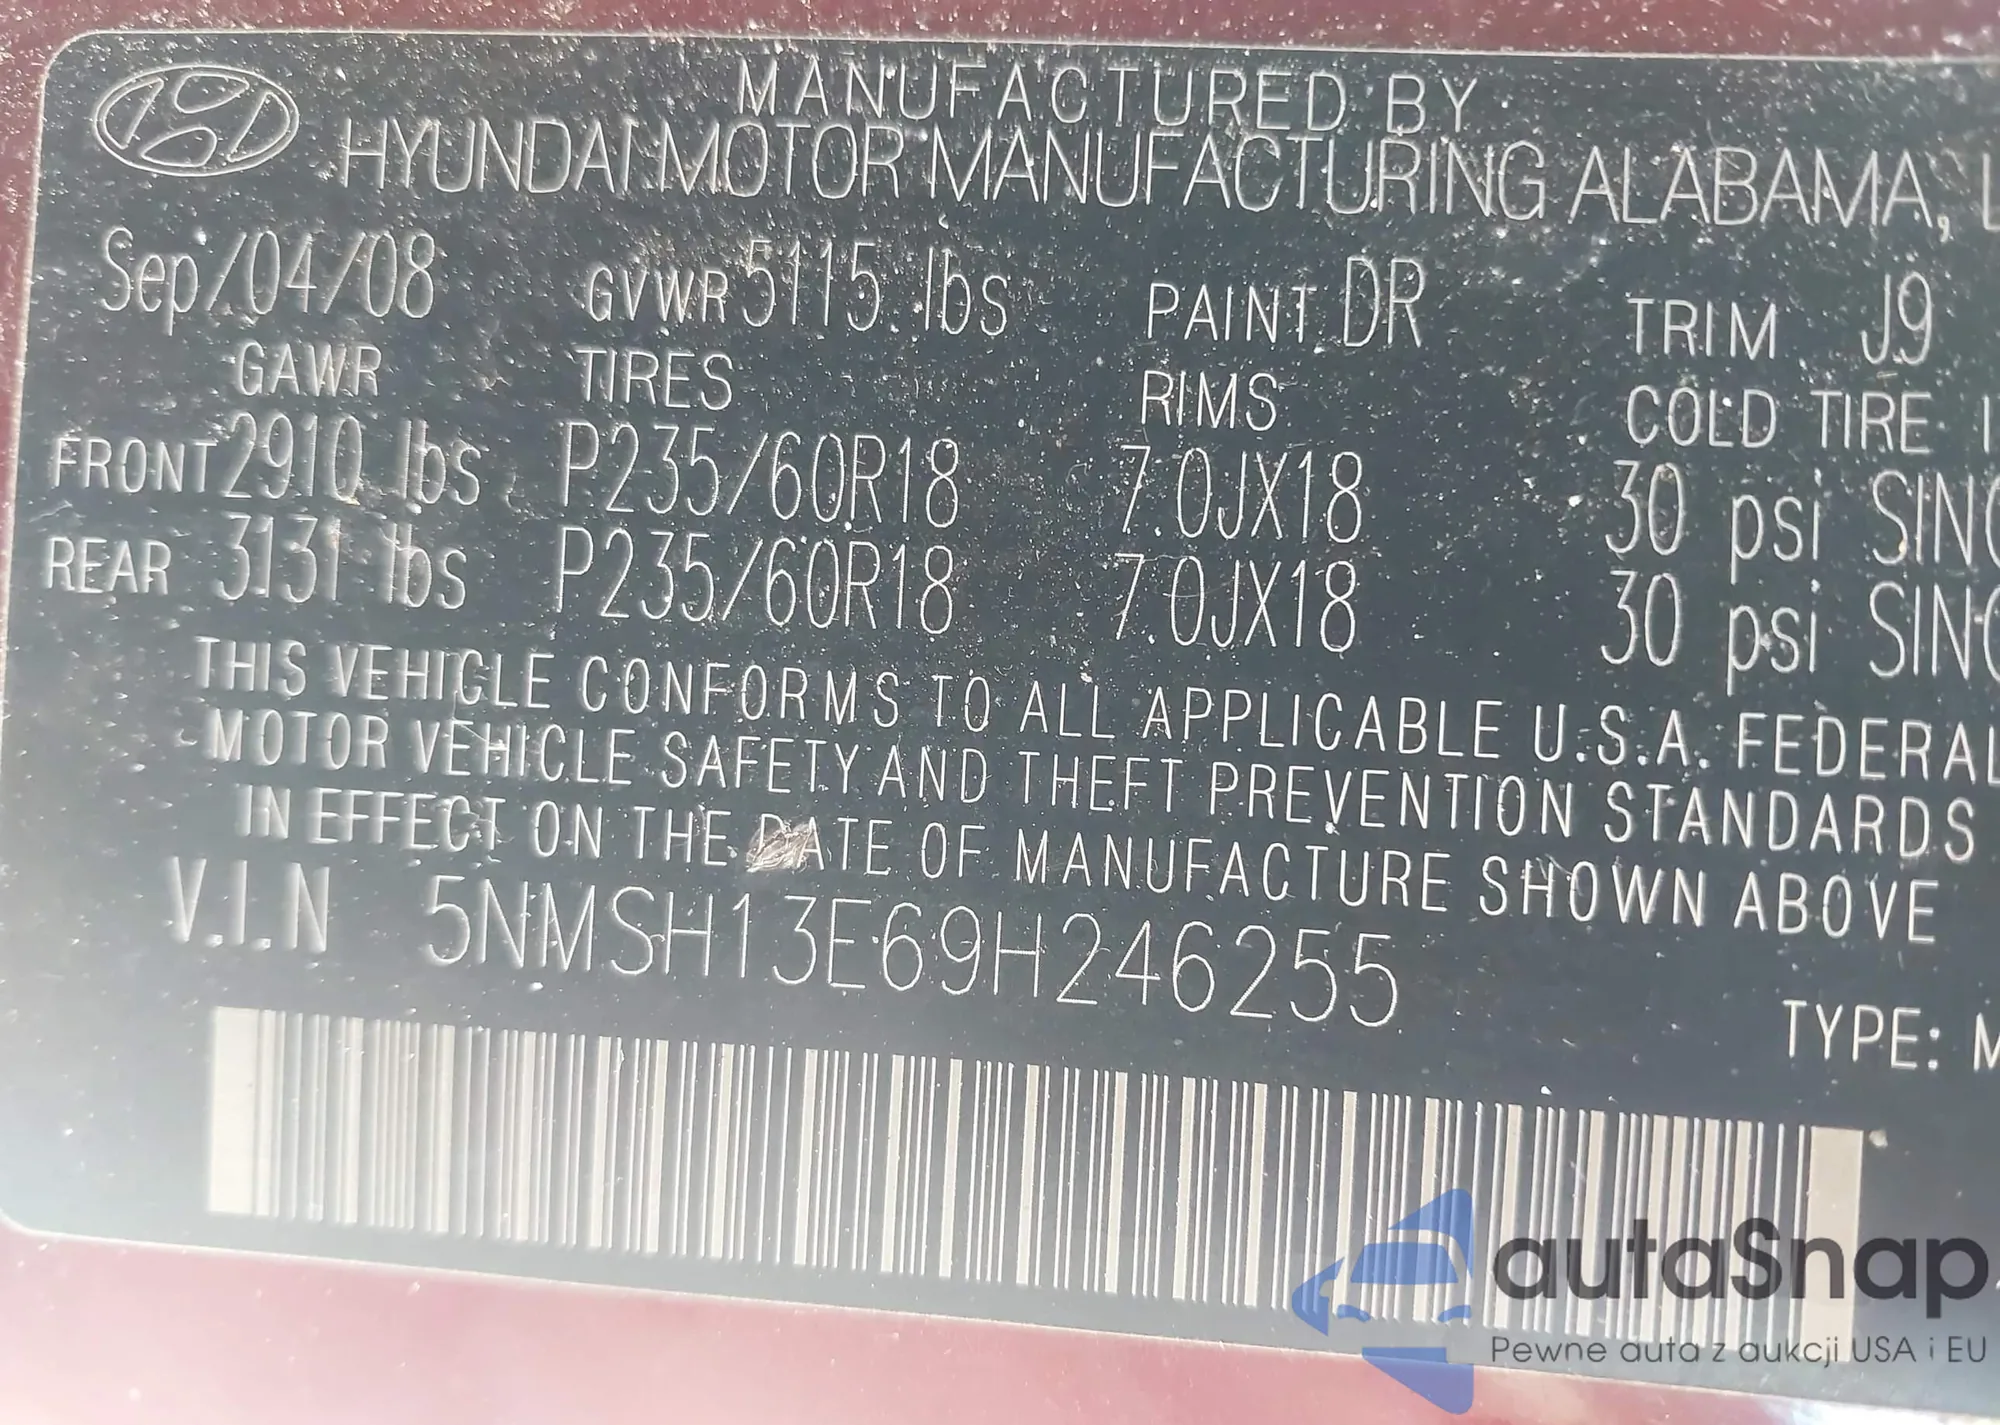 MANUFACTURED BY
HYUNDAI MOTOR MANUFACTURING ALABAMA, L
Sep/04/08 GVWR 5115 lbs PAINT DR TRIM J9
GAWR TIRES RIMS COLD TIRE I
FRONT 2910 lbs P235/60R18 7.0JX18 30 psi SING
REAR 3131 lbs P235/60R18 7.0JX18 30 psi SING
THIS VEHICLE CONFORMS TO ALL APPLICABLE U.S.A. FEDERAL
MOTOR VEHICLE SAFETY AND THEFT PREVENTION STANDARDS
IN EFFECT ON THE DATE OF MANUFACTURE SHOWN ABOVE
V.I.N 5NMSH13E69H246255
TYPE: M
autaSnap
Pewne auta z aukcji USA i EU